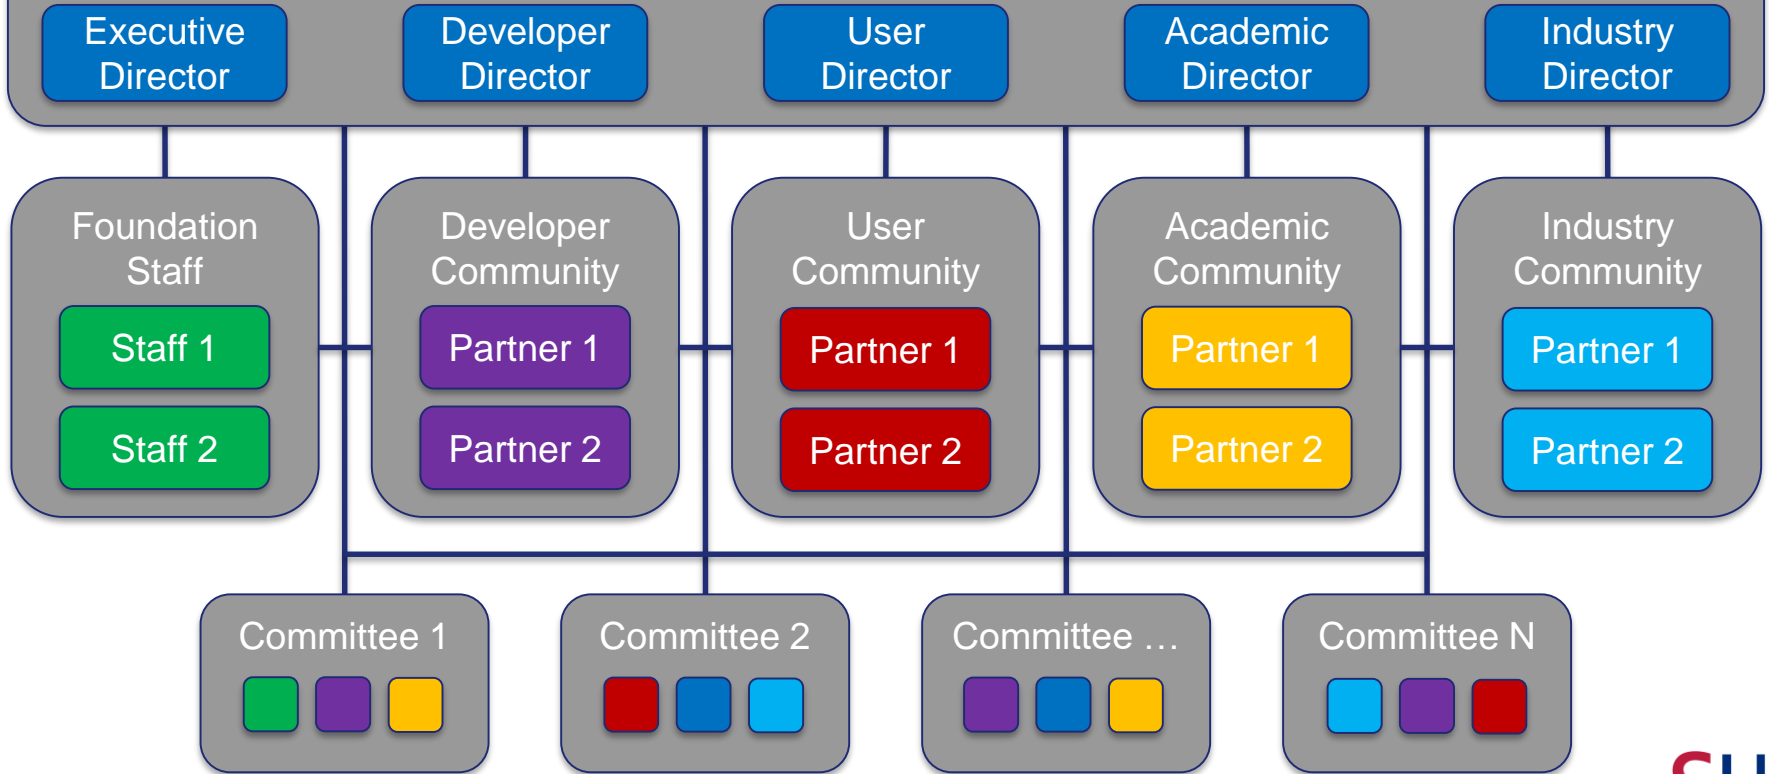 Executive
Director
Developer
Director
User
Director
Academic
Director
Industry
Director
Foundation
Staff
Staff 1
Staff 2
Developer
Community
Partner 1
Partner 2
User
Community
Partner 1
Partner 2
Academic
Community
Partner 1
Partner 2
Industry
Community
Partner 1
Partner 2
Committee 1
Committee 2
Committee …
Committee N